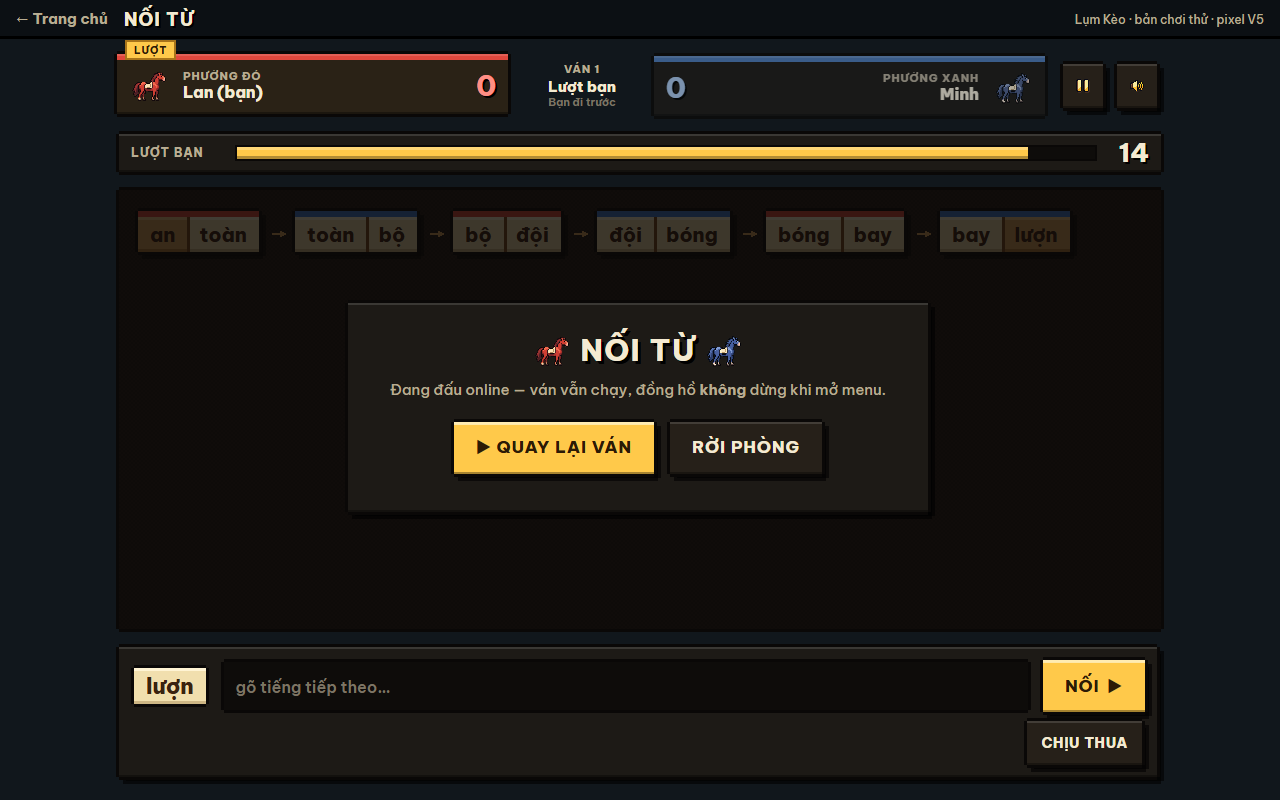 ← Trang chủ NỐI TỪ
Lụm Kèo · bản chơi thử · pixel V5
LƯỢT
PHƯỜNG ĐỎ
Lan (bạn)
0
VÁN 1
Lượt bạn
Bạn đi trước
0
PHƯỜNG XANH
Minh
LƯỢT BẠN
14
an toàn → toàn bộ → bộ đội → đội bóng → bóng bay → bay lượn
NỐI TỪ
Đang đấu online — ván vẫn chạy, đồng hồ không dừng khi mở menu.
▶ QUAY LẠI VÁN
RỜI PHÒNG
lượn
gõ tiếng tiếp theo...
NỐI ▶
CHỊU THUA